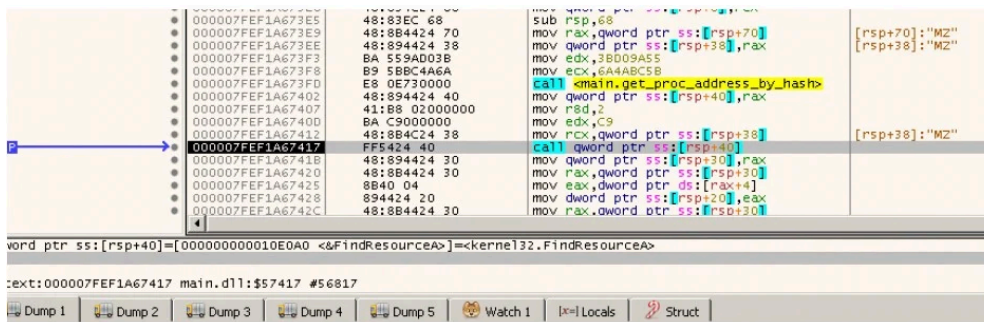 000007FEF1A673E5 48:83EC 68 sub rsp,68
000007FEF1A673E9 48:8B4424 70 mov rax,qword ptr ss:[rsp+70] [rsp+70]:"MZ"
000007FEF1A673EE 48:894424 38 mov qword ptr ss:[rsp+38],rax [rsp+38]:"MZ"
000007FEF1A673F3 BA 559AD03B mov edx,3BD09A55
000007FEF1A673F8 B9 5BBC4A6A mov ecx,6A4ABC5B
000007FEF1A673FD E8 0E730000 call <main.get_proc_address_by_hash>
000007FEF1A67402 48:894424 40 mov qword ptr ss:[rsp+40],rax
000007FEF1A67407 41:B8 02000000 mov r8d,2
000007FEF1A6740D BA C9000000 mov edx,C9
000007FEF1A67412 48:8B4C24 38 mov rcx,qword ptr ss:[rsp+38] [rsp+38]:"MZ"
000007FEF1A67417 FF5424 40 call qword ptr ss:[rsp+40]
000007FEF1A6741B 48:894424 30 mov qword ptr ss:[rsp+30],rax
000007FEF1A67420 48:8B4424 30 mov rax,qword ptr ss:[rsp+30]
000007FEF1A67425 8B40 04 mov eax,dword ptr ds:[rax+4]
000007FEF1A67428 894424 20 mov dword ptr ss:[rsp+20],eax
000007FEF1A6742C 48:8B4424 30 mov rax,qword ptr ss:[rsp+30]
word ptr ss:[rsp+40]=[000000000010E0A0 <&FindResourceA>]=<kernel32.FindResourceA>
text:000007FEF1A67417 main.dll:$57417 #56817
Dump 1 Dump 2 Dump 3 Dump 4 Dump 5 Watch 1 [x=] Locals Struct